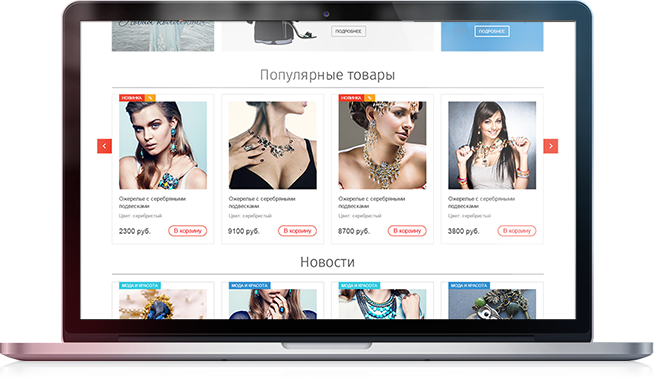 Новая коллекция
ПОДРОБНЕЕ
ПОДРОБНЕЕ
Популярные товары
НОВИНКА %
НОВИНКА %
Ожерелье с серебряными
подвесками
Цвет: серебристый
2300 руб. В корзину
Ожерелье с серебряными
подвесками
Цвет: серебристый
9100 руб. В корзину
Ожерелье с серебряными
подвесками
Цвет: серебристый
8700 руб. В корзину
Ожерелье с серебряными
подвесками
Цвет: серебристый
3800 руб. В корзину
Новости
МОДА И КРАСОТА
МОДА И КРАСОТА
МОДА И КРАСОТА
МОДА И КРАСОТА